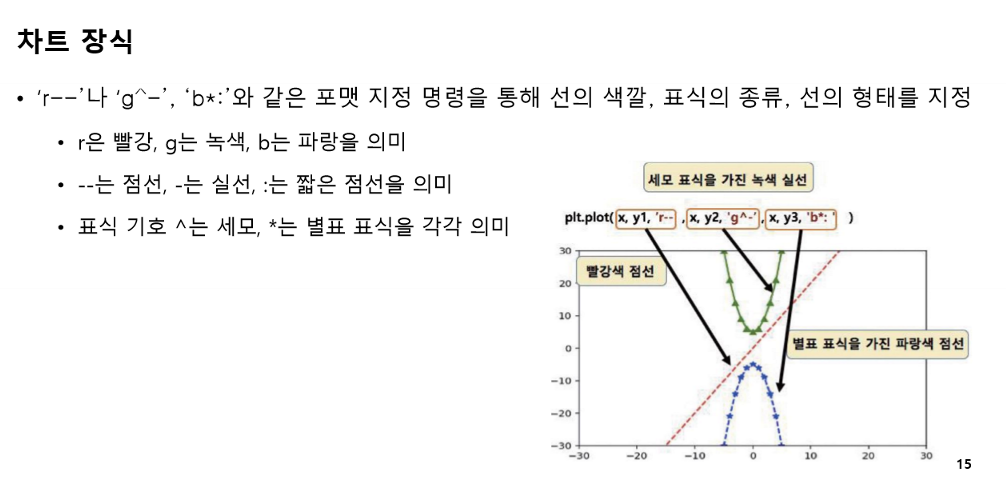 차트 장식
• ‘r--’나 ‘g^-’, ‘b*:’와 같은 포맷 지정 명령을 통해 선의 색깔, 표식의 종류, 선의 형태를 지정
• r은 빨강, g는 녹색, b는 파랑을 의미
• --는 점선, -는 실선, :는 짧은 점선을 의미
• 표식 기호 ^는 세모, *는 별표 표식을 각각 의미
세모 표식을 가진 녹색 실선
plt.plot( x, y1, 'r-- , x, y2, 'g^-' , x, y3, 'b*: ' )
빨강색 점선
별표 표식을 가진 파랑색 점선
30
20
10
0
−10
−20
−30
−30 −20 −10 0 10 20 30
15